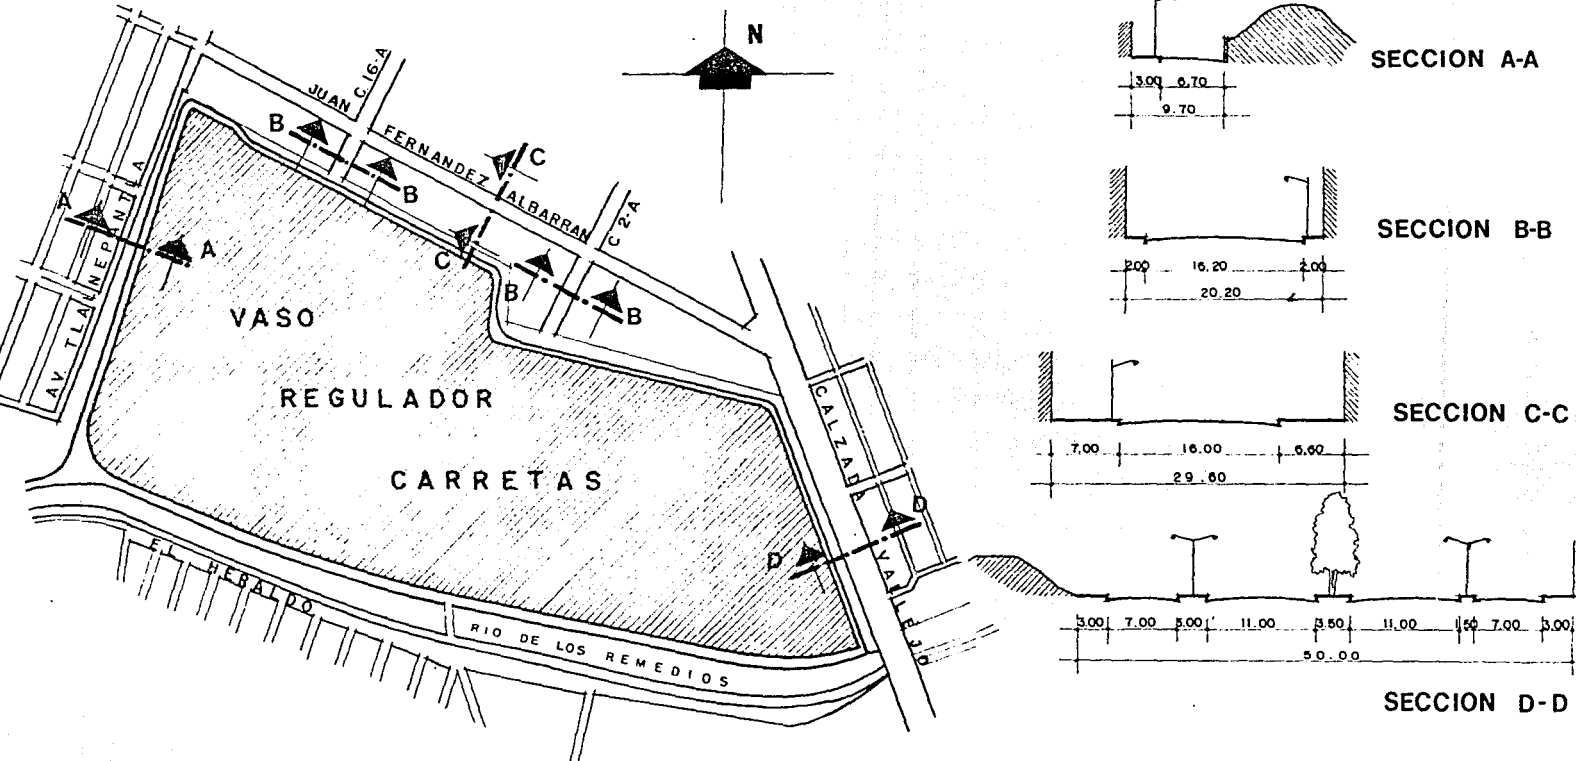 N
JUAN FERNANDEZ ALBARRAN
C. 16-A
C 2-A
B
B
C
C
B
B
A
A
AV. TLALNEPANTLA
VASO
REGULADOR
CARRETAS
CALZADA VALLEJO
D
D
EL HERALDO
RIO DE LOS REMEDIOS
SECCION A-A
3.00 6.70
9.70
SECCION B-B
2.00 16.20 2.00
20.20
SECCION C-C
7.00 16.00 6.60
29.60
3.00 7.00 3.00 11.00 3.50 11.00 1.50 7.00 3.00
50.00
SECCION D-D